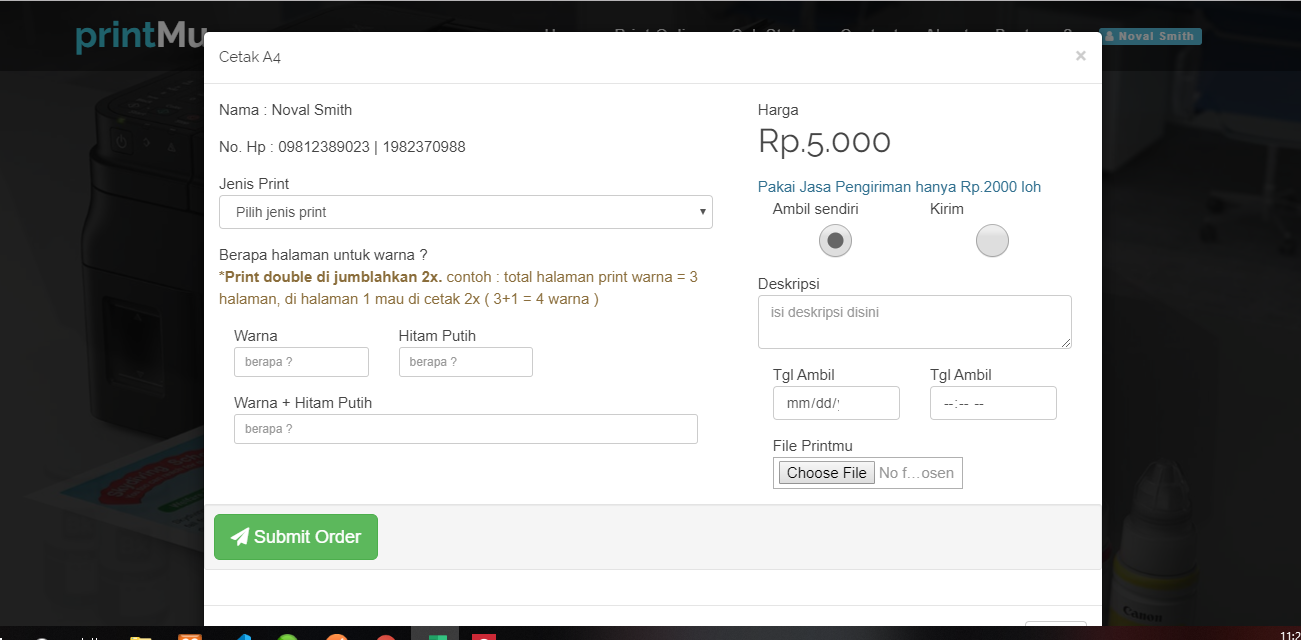 printMu
Noval Smith
Cetak A4
×
Nama : Noval Smith
No. Hp : 09812389023 | 1982370988
Jenis Print
Pilih jenis print
Berapa halaman untuk warna ?
*Print double di jumblahkan 2x. contoh : total halaman print warna = 3
halaman, di halaman 1 mau di cetak 2x ( 3+1 = 4 warna )
Warna
Hitam Putih
berapa ?
berapa ?
Warna + Hitam Putih
berapa ?
Harga
Rp.5.000
Pakai Jasa Pengiriman hanya Rp.2000 loh
Ambil sendiri
Kirim
Deskripsi
isi deskripsi disini
Tgl Ambil
Tgl Ambil
mm/dd/y
--:-- --
File Printmu
Choose File No f...osen
Submit Order
Canon